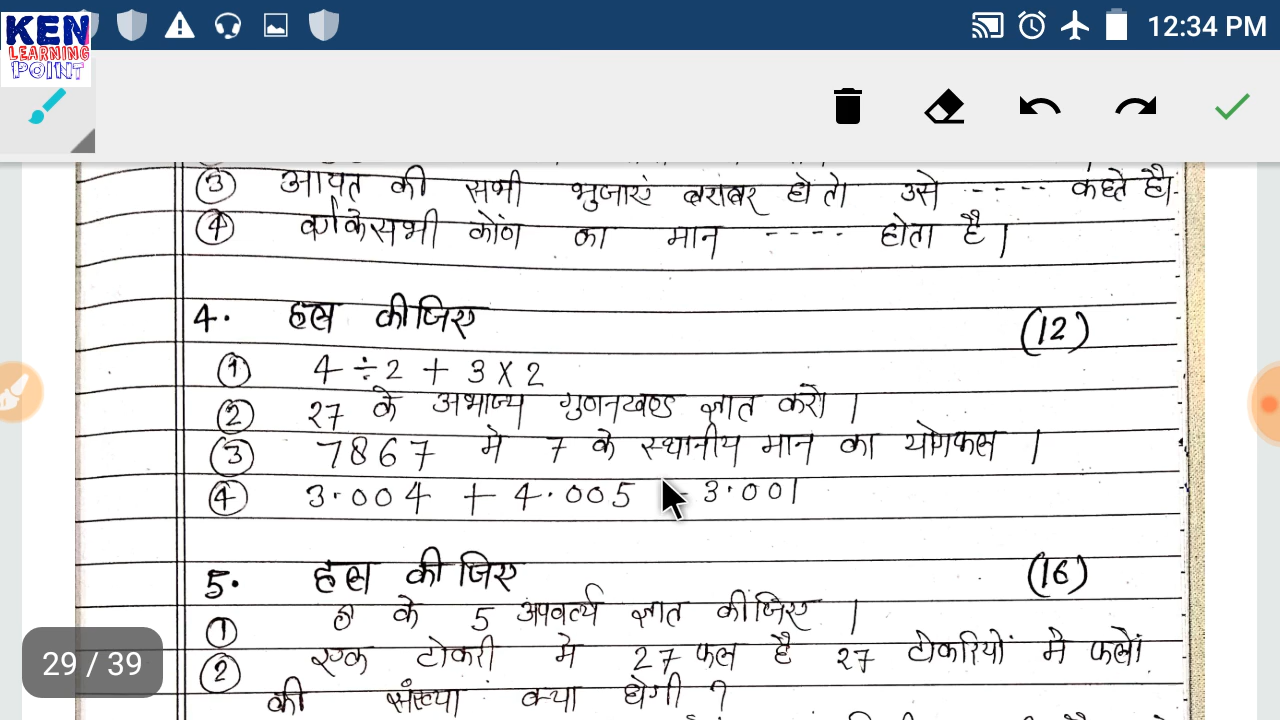 KEN
LEARNING
POINT
12:34 PM
③ आयत की सभी भुजाएं बराबर हो तो उसे ----- कहते है।
④ वर्ग के सभी कोण का मान ---- होता है।
4. हल कीजिए (12)
① 4 ÷ 2 + 3 X 2
② 27 के अभाज्य गुणनखण्ड ज्ञात करो।
③ 7867 मे 7 के स्थानीय मान का योगफल।
④ 3.004 + 4.005 - 3.001
5. हल कीजिए (16)
① के 5 अपवर्त्य ज्ञात कीजिए।
② एक टोकरी मे 27 फल है 27 टोकरियों मे फलों
की संख्या क्या होगी ?
29 / 39